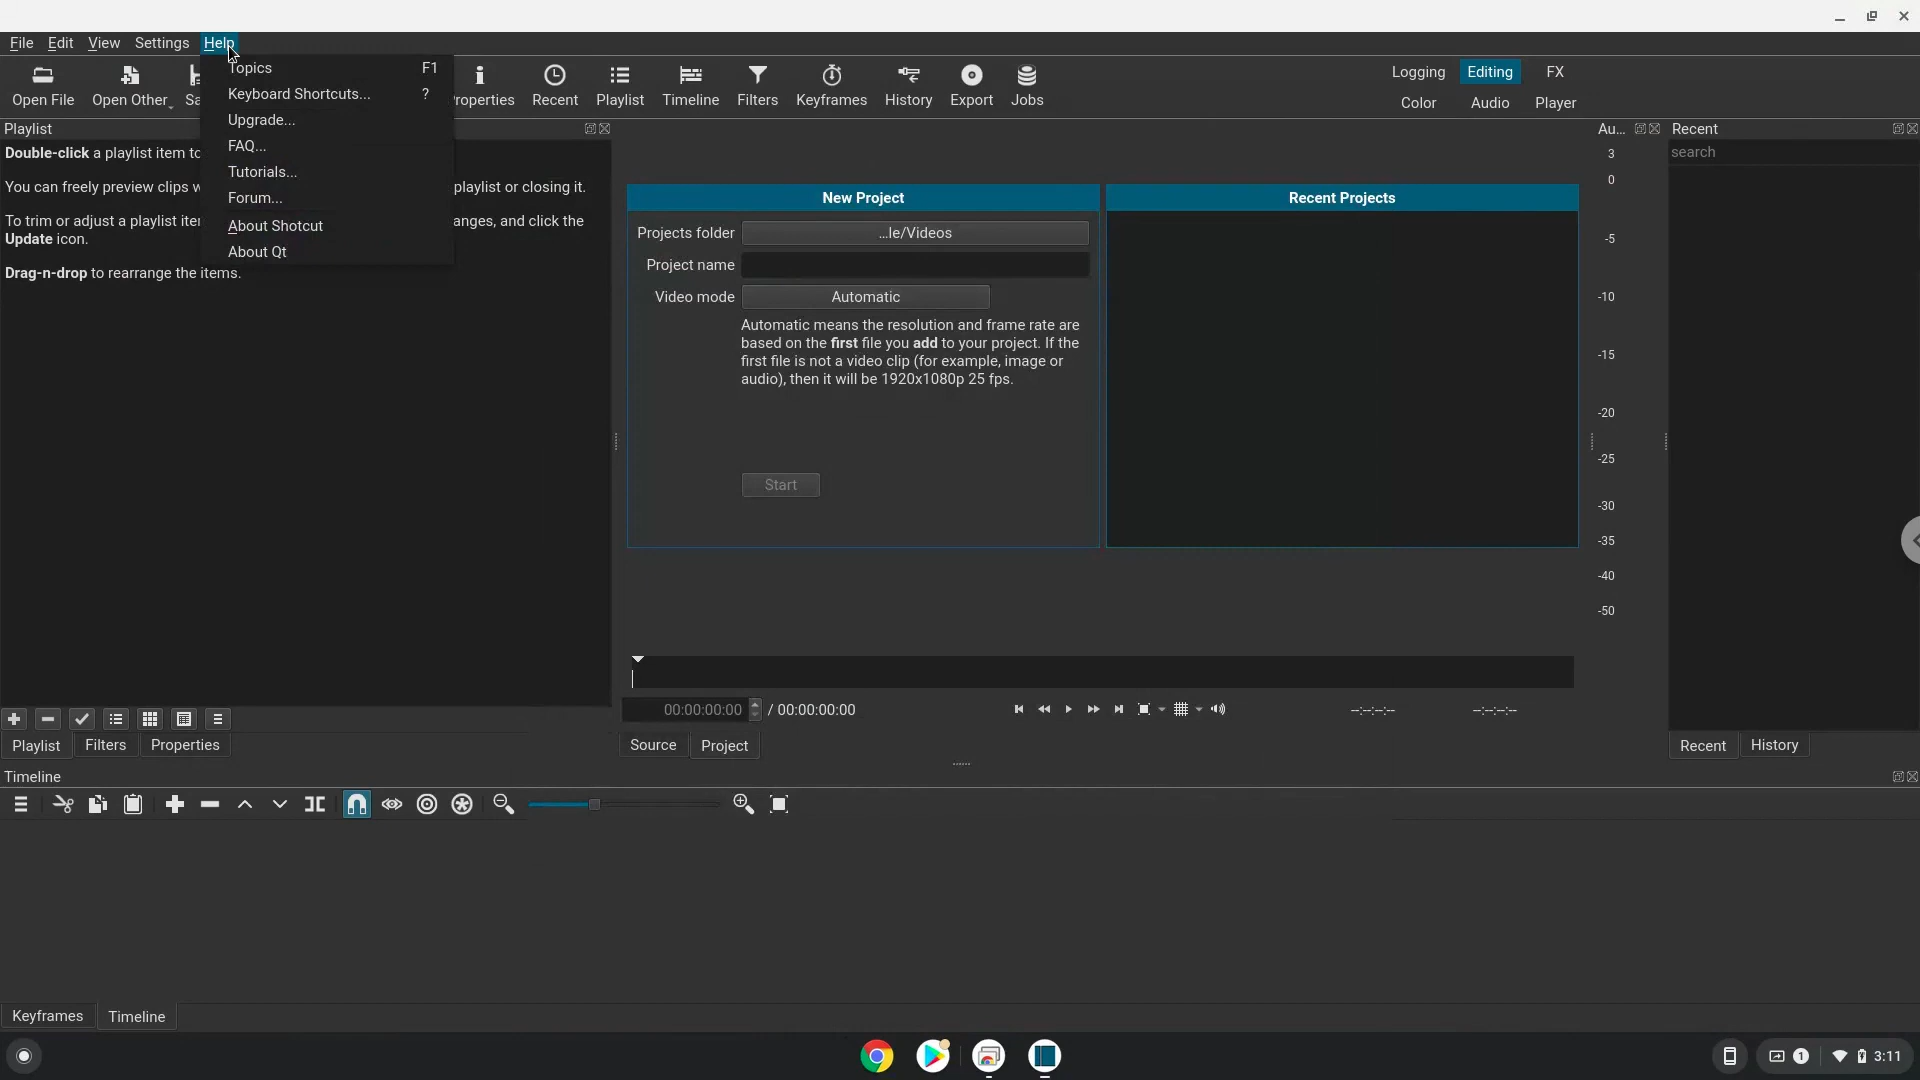 File Edit View Settings Help
Topics F1
Keyboard Shortcuts... ?
Upgrade...
FAQ...
Tutorials...
Forum...
About Shotcut
About Qt
Open File Open Other Sa roperties Recent Playlist Timeline Filters Keyframes History Export Jobs
Logging Editing FX
Color Audio Player
Playlist
Double-click a playlist item to
You can freely preview clips w playlist or closing it.
To trim or adjust a playlist iter anges, and click the
Update icon.
Drag-n-drop to rearrange the items.
New Project
Projects folder ...le/Videos
Project name
Video mode Automatic
Automatic means the resolution and frame rate are
based on the first file you add to your project. If the
first file is not a video clip (for example, image or
audio), then it will be 1920x1080p 25 fps.
Start
Recent Projects
Au...
3
0
-5
-10
-15
-20
-25
-30
-35
-40
-50
Recent
search
00:00:00:00 / 00:00:00:00 --:--:--:-- --:--:--:--
Playlist Filters Properties
Source Project
Recent History
Timeline
Keyframes Timeline
1 3:11